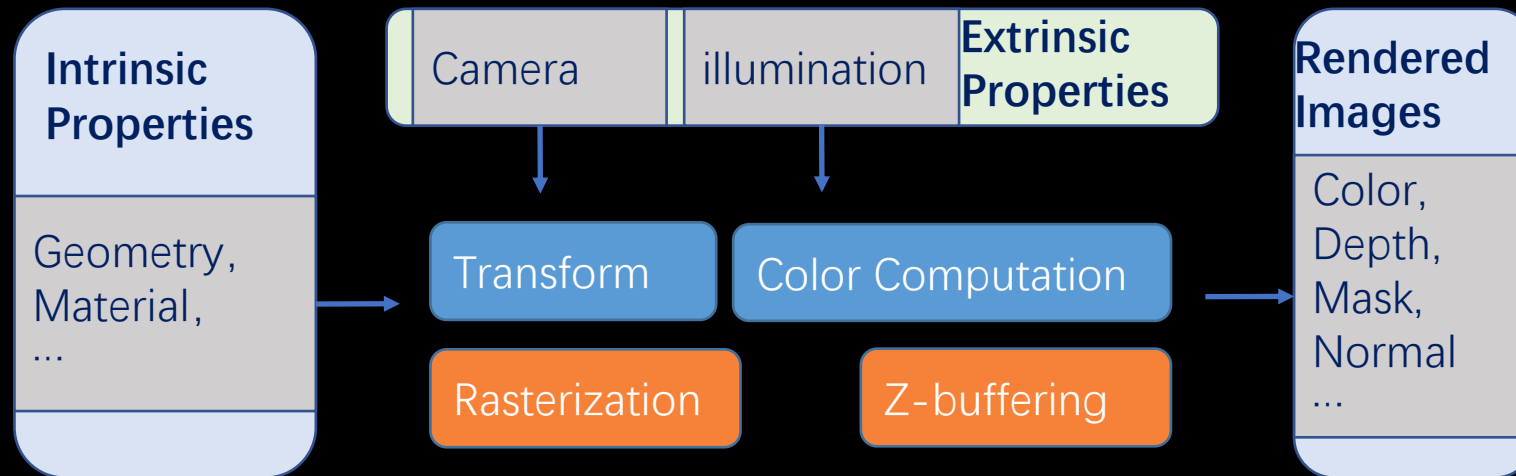 Intrinsic
Properties
Geometry,
Material,
...
Camera
illumination
Extrinsic
Properties
Transform
Color Computation
Rasterization
Z-buffering
Rendered
Images
Color,
Depth,
Mask,
Normal
...